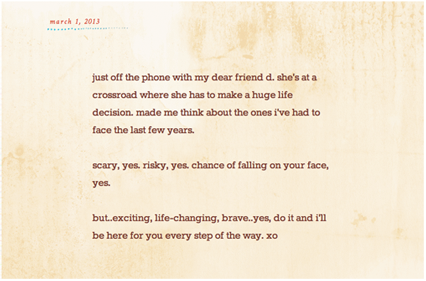 march 1, 2013
just off the phone with my dear friend d. she's at a
crossroad where she has to make a huge life
decision. made me think about the ones i've had to
face the last few years.
scary, yes. risky, yes. chance of falling on your face,
yes.
but..exciting, life-changing, brave..yes, do it and i'll
be here for you every step of the way. xo